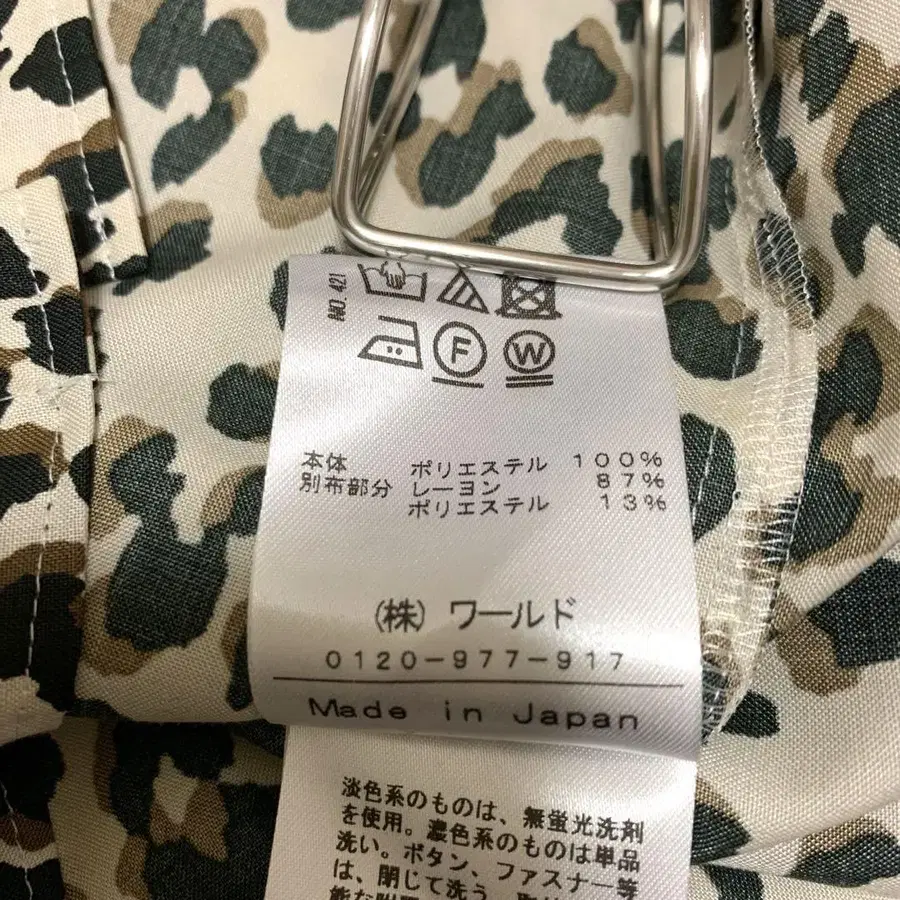 NO. 421
F
W
本体 ポリエステル 100%
別布部分 レーヨン 87%
ポリエステル 13%
(株) ワールド
0120-977-917
Made in Japan
淡色系のものは、無蛍光洗剤
を使用。濃色系のものは単品
洗い。ボタン、ファスナー等
は、閉じて洗う。